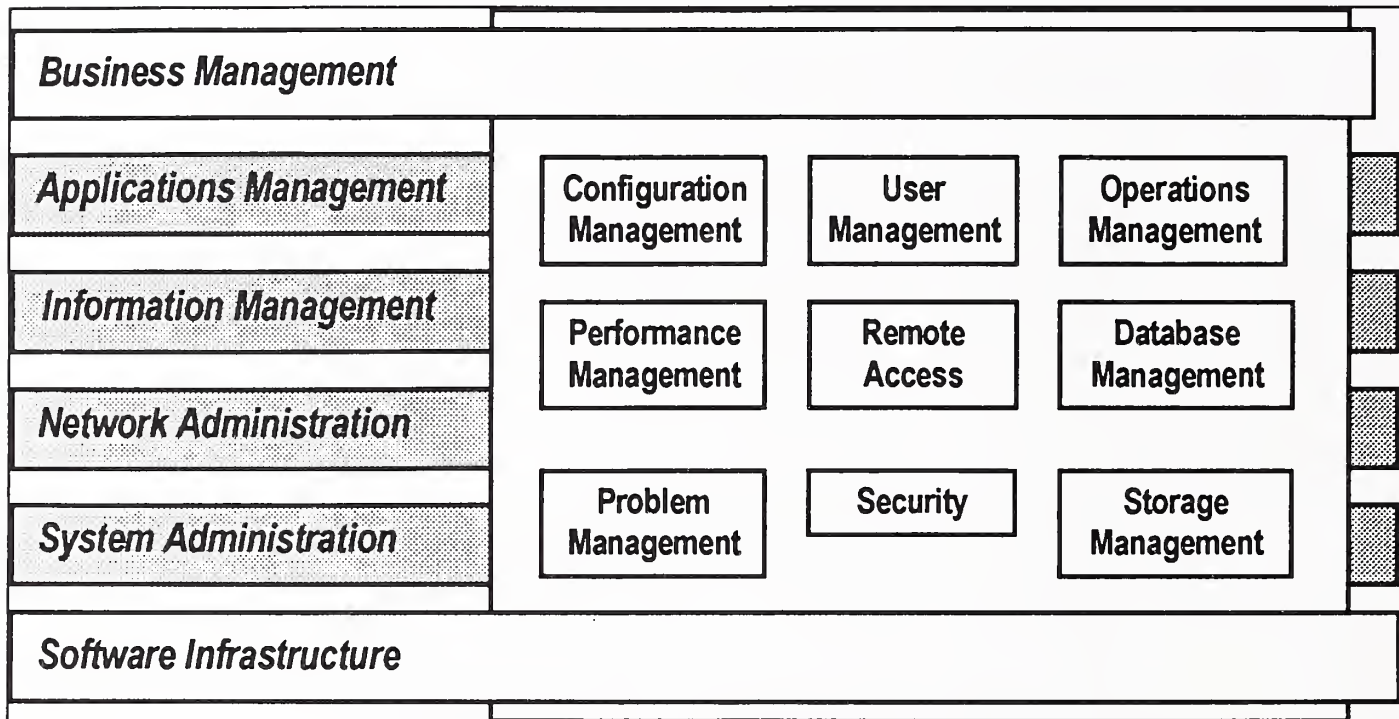 Business Management
Applications Management
Information Management
Network Administration
System Administration
Software Infrastructure
Configuration
Management
User
Management
Operations
Management
Performance
Management
Remote
Access
Database
Management
Problem
Management
Security
Storage
Management